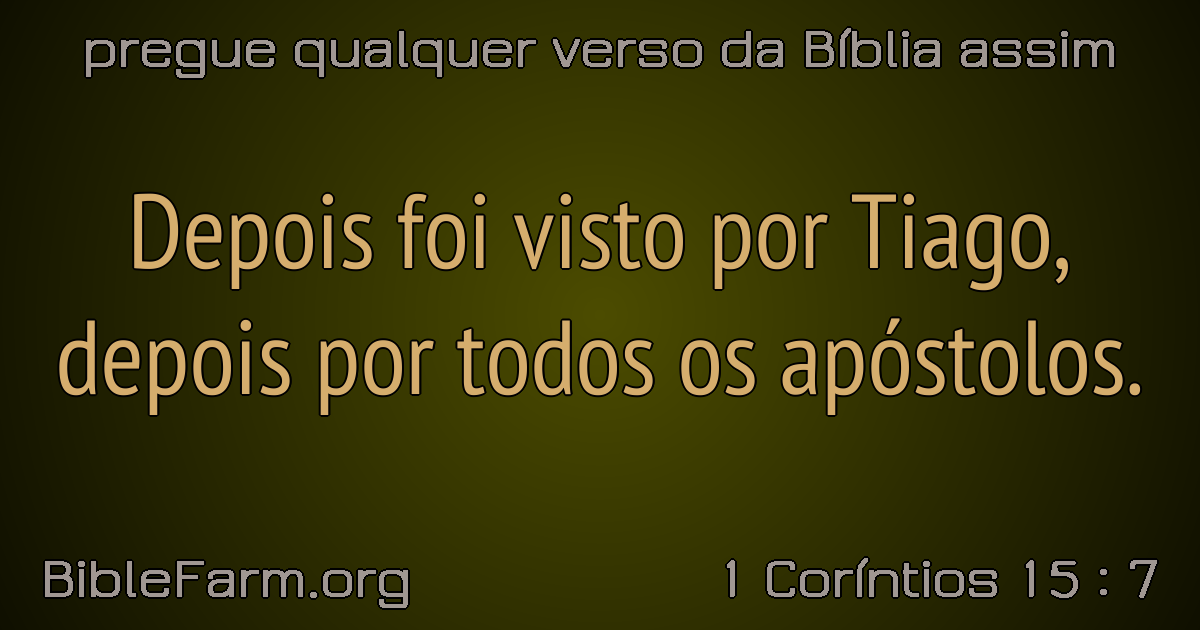 pregue qualquer verso da Bíblia assim
Depois foi visto por Tiago,
depois por todos os apóstolos.
BibleFarm.org
1 Coríntios 15 : 7